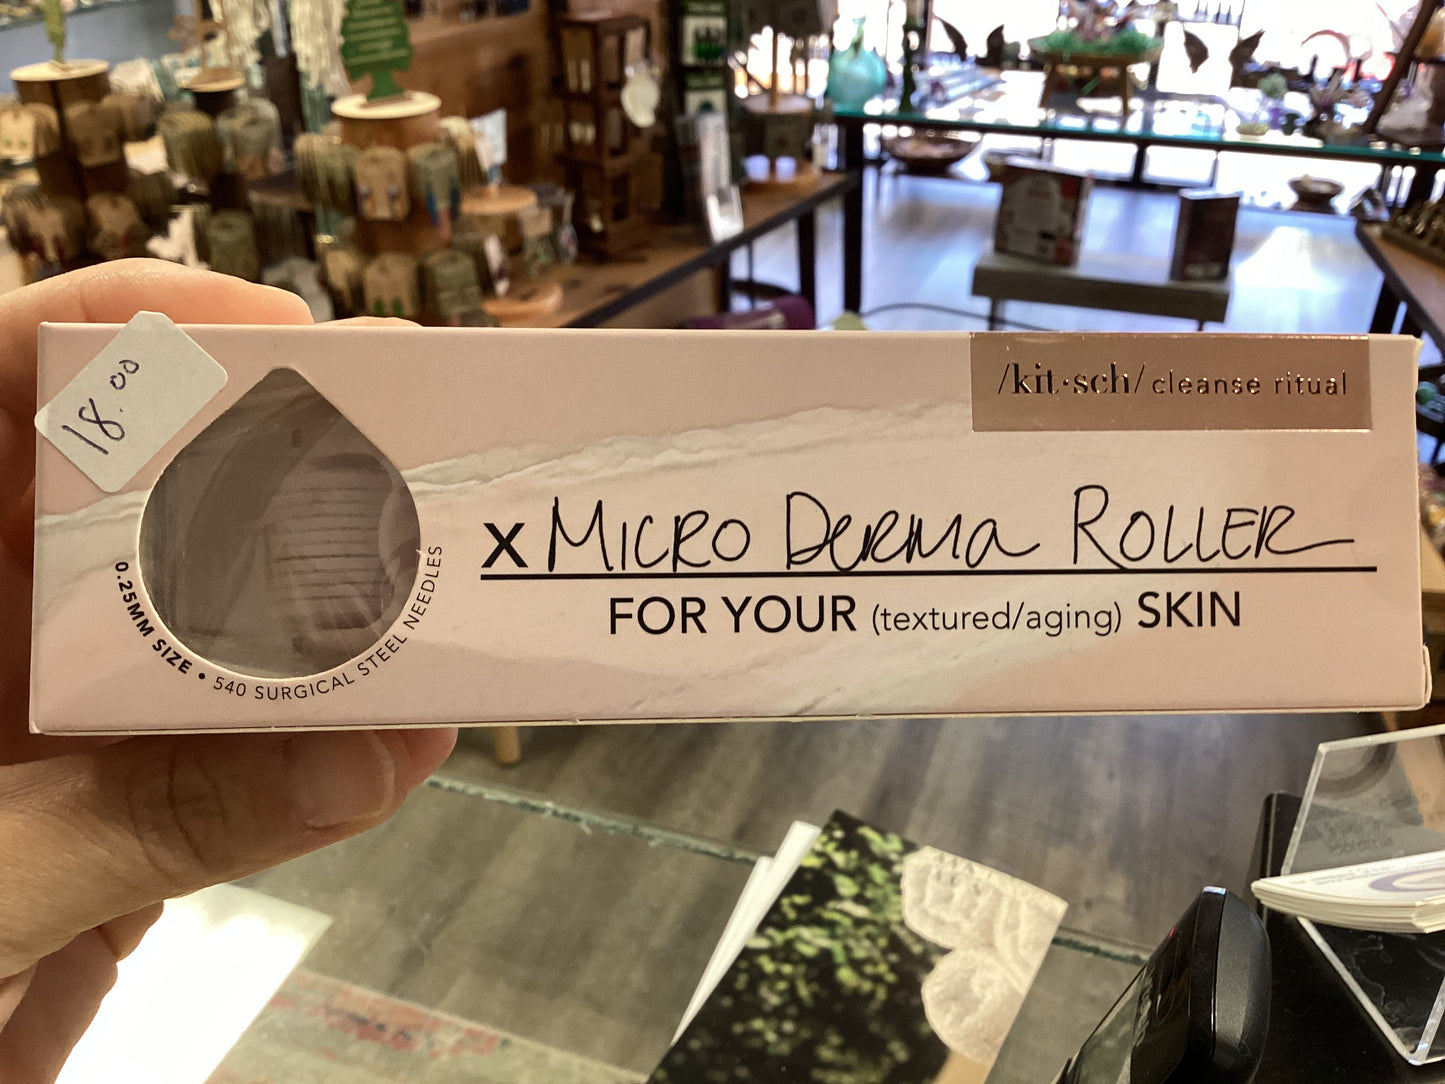 18.00
/kit·sch/ cleanse ritual
x MICRO DERMA ROLLER
FOR YOUR (textured/aging) SKIN
0.25MM SIZE • 540 SURGICAL STEEL NEEDLES